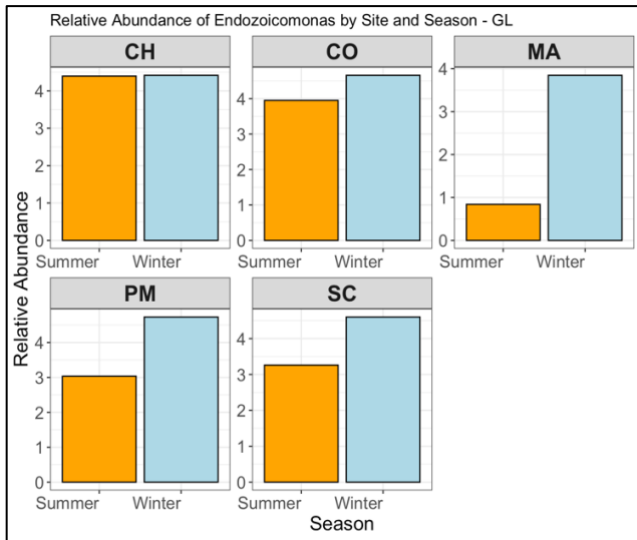 Relative Abundance of Endozoicomonas by Site and Season - GL
CH
CO
MA
4
3
2
1
0
4
3
2
1
0
4
3
2
1
0
Summer Winter
Summer Winter
Summer Winter
PM
SC
4
3
2
1
0
4
3
2
1
0
Summer Winter
Summer Winter
Relative Abundance
Season